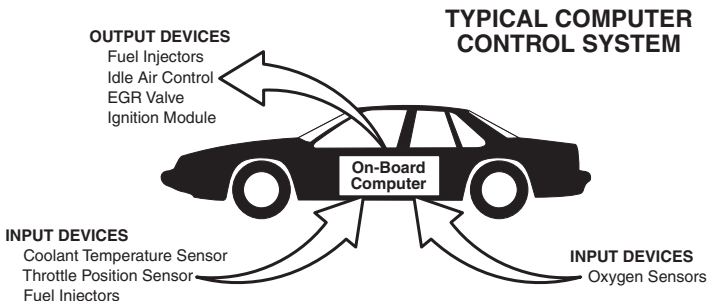 TYPICAL COMPUTER
CONTROL SYSTEM
OUTPUT DEVICES
Fuel Injectors
Idle Air Control
EGR Valve
Ignition Module
On-Board
Computer
INPUT DEVICES
Coolant Temperature Sensor
Throttle Position Sensor
Fuel Injectors
INPUT DEVICES
Oxygen Sensors